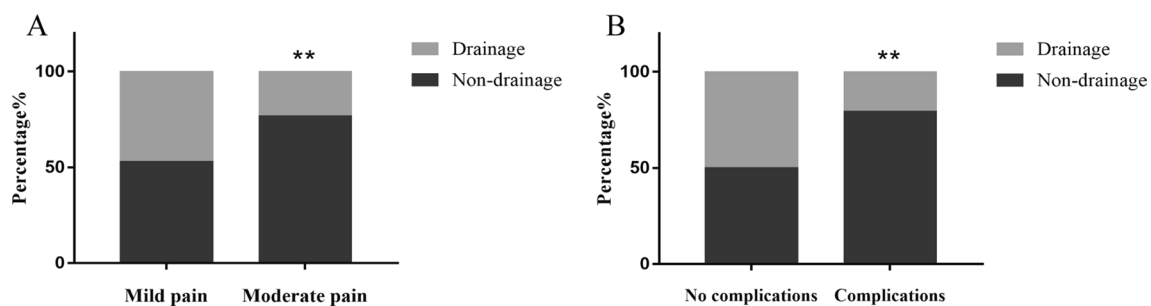 A
**
Drainage
Non-drainage
100
50
0
Percentage%
Mild pain
Moderate pain
B
**
Drainage
Non-drainage
100
50
0
Percentage%
No complications
Complications